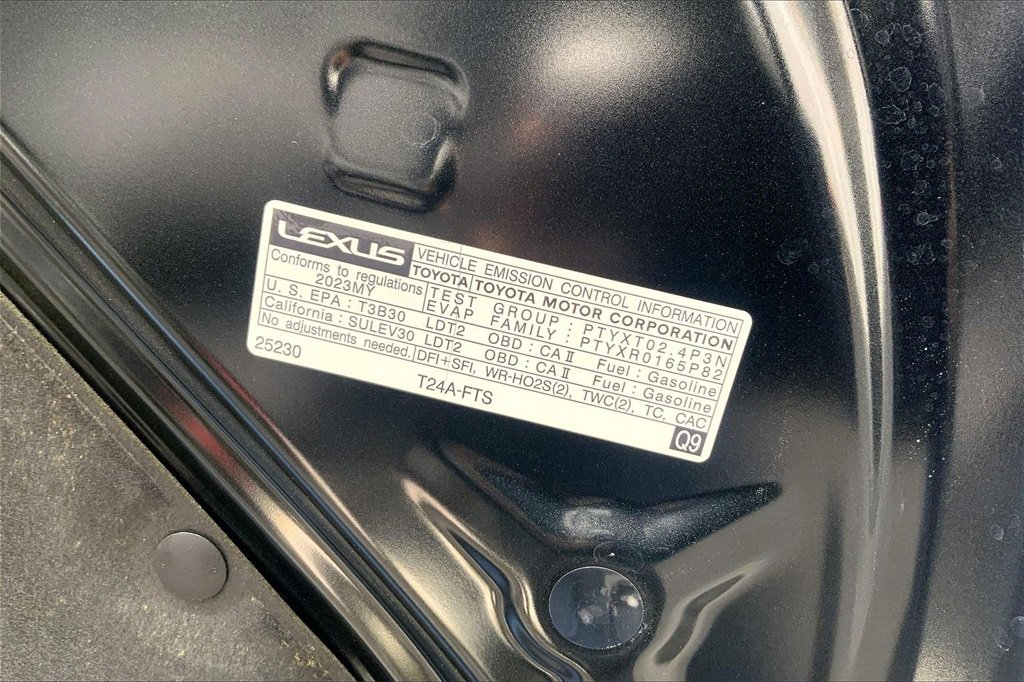 LEXUS VEHICLE EMISSION CONTROL INFORMATION
TOYOTA TOYOTA MOTOR CORPORATION
Conforms to regulations
2023MY
TEST GROUP : PTYXT02.4P3N
EVAP FAMILY : PTYXR0165P82
U. S. EPA : T3B30 LDT2 OBD : CA II Fuel : Gasoline
California : SULEV30 LDT2 OBD : CA II Fuel : Gasoline
No adjustments needed. DFI+SFI, WR-HO2S(2), TWC(2), TC, CAC
25230 T24A-FTS Q9